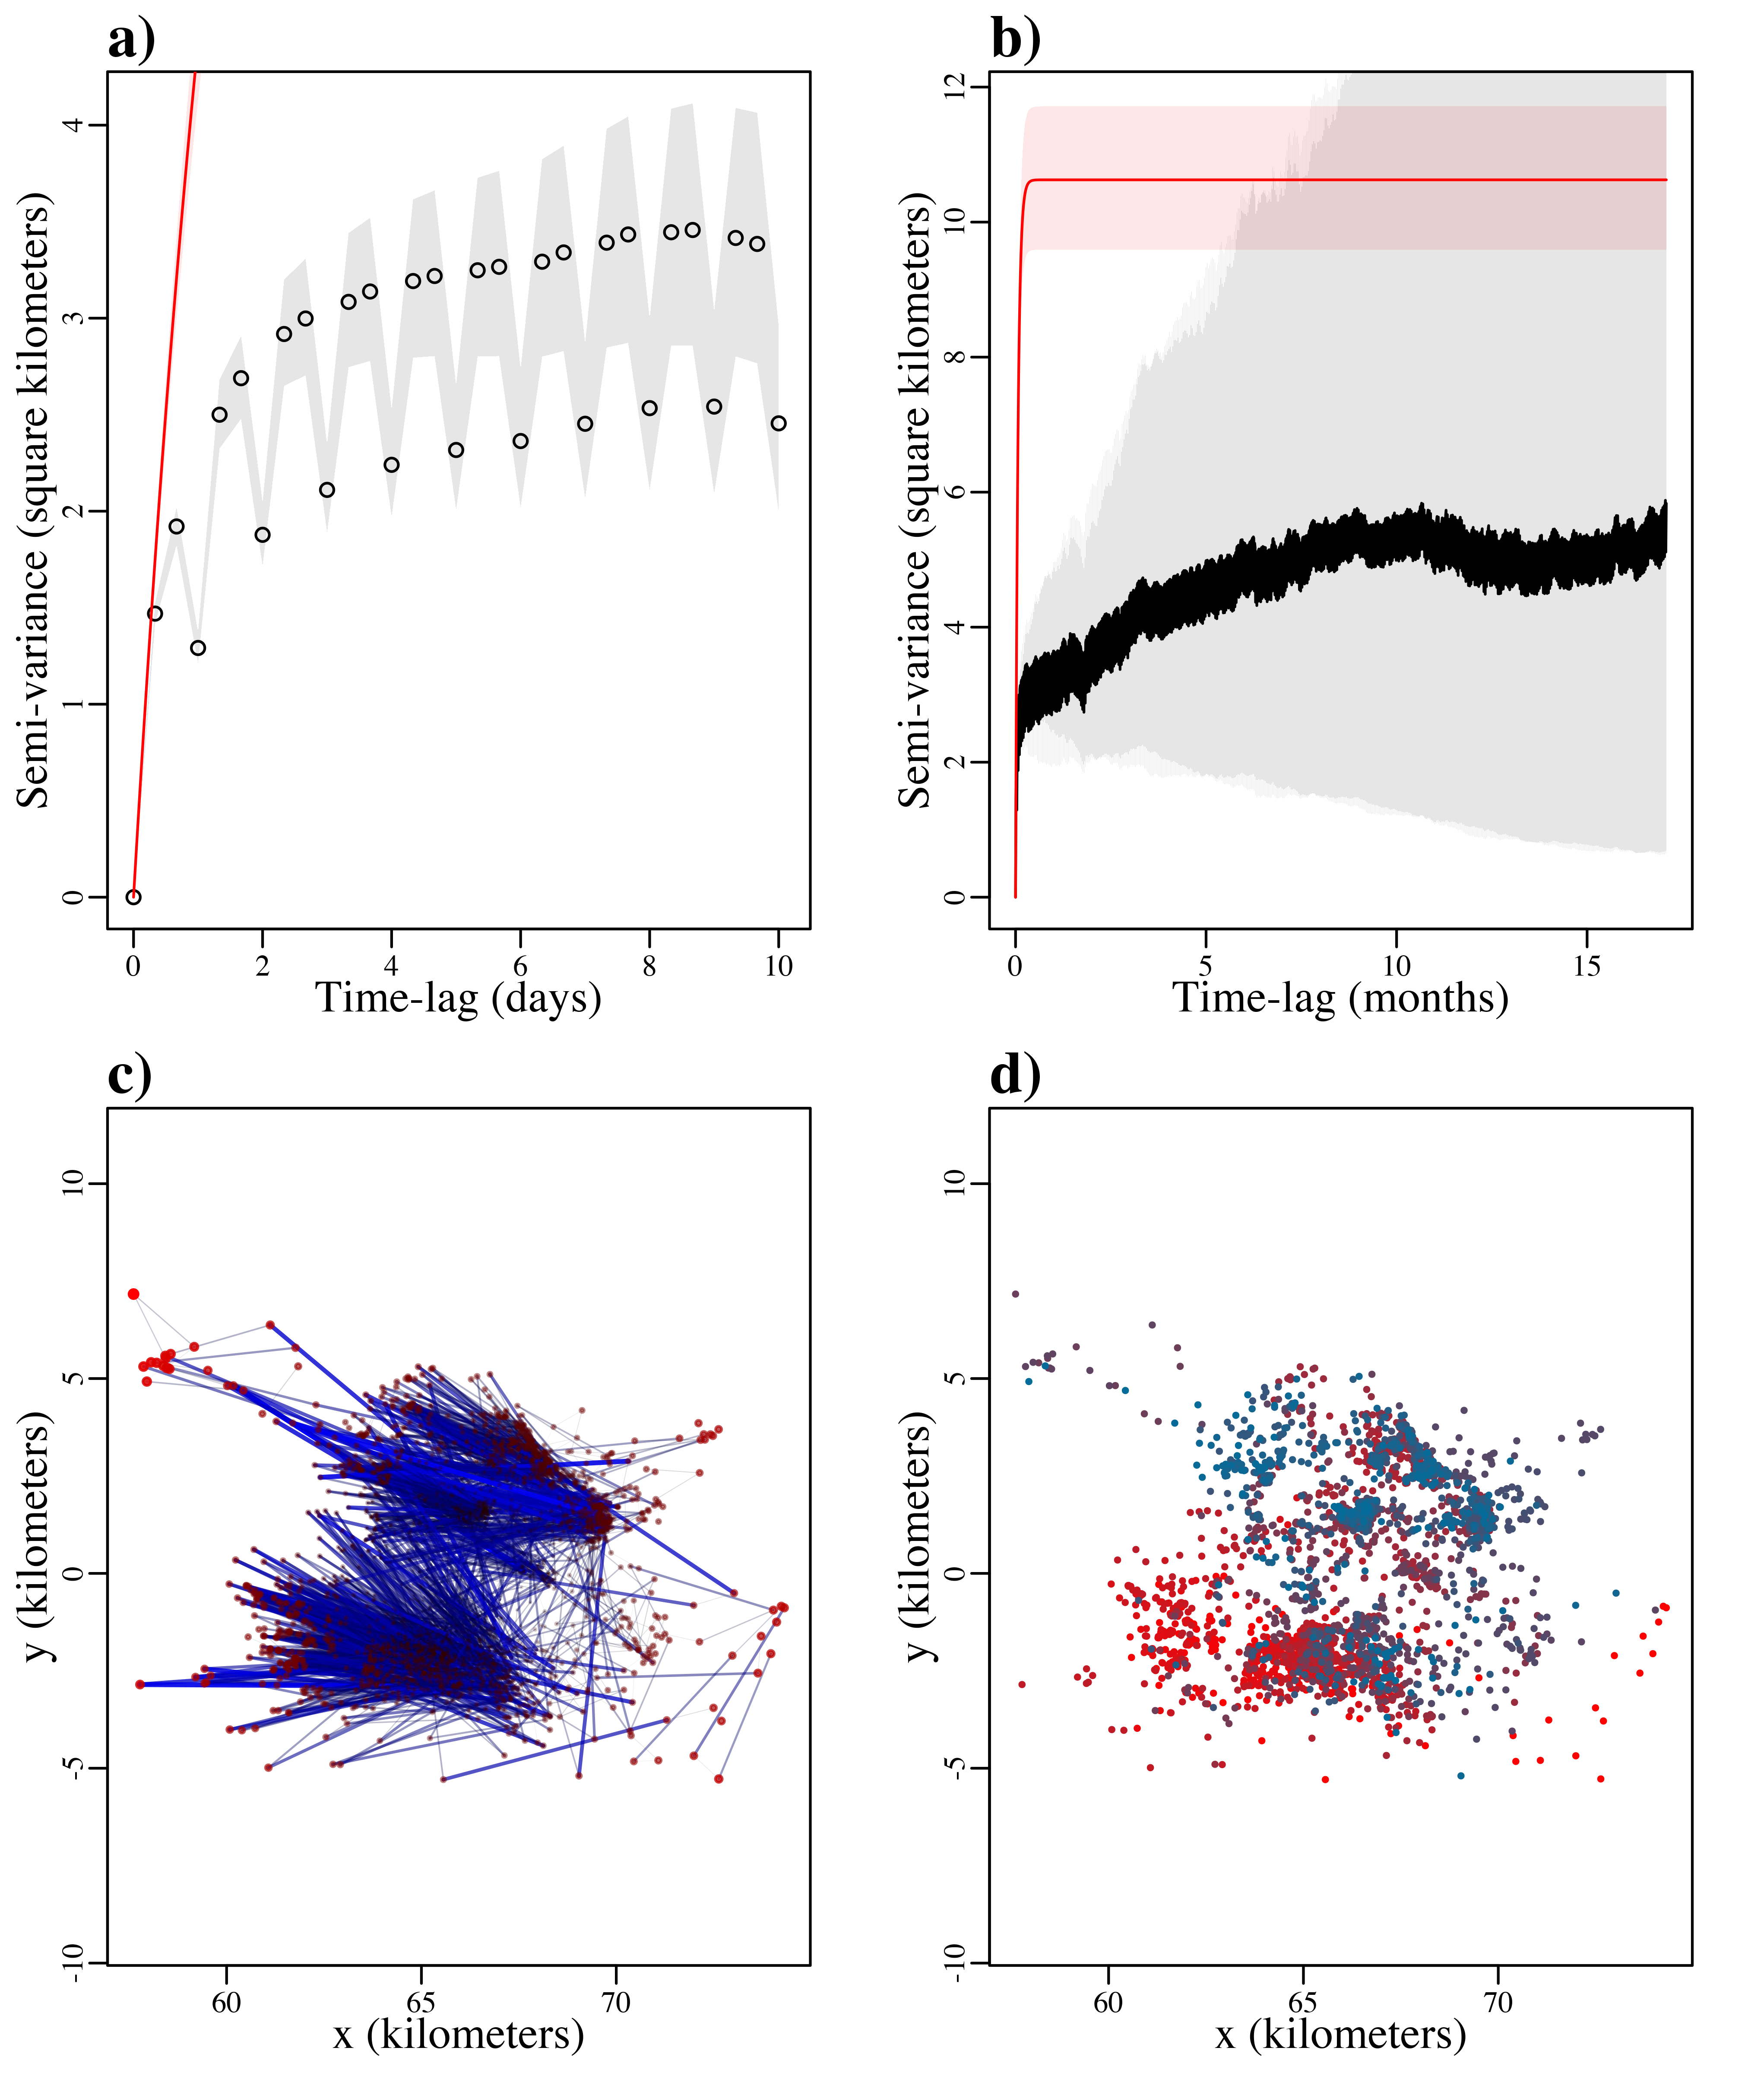 a)
Semi-variance (square kilometers)
4
3
2
1
0
0 2 4 6 8 10
Time-lag (days)
b)
Semi-variance (square kilometers)
12
10
8
6
4
2
0
0 5 10 15
Time-lag (months)
c)
y (kilometers)
10
5
0
-5
-10
60 65 70
x (kilometers)
d)
y (kilometers)
10
5
0
-5
-10
60 65 70
x (kilometers)